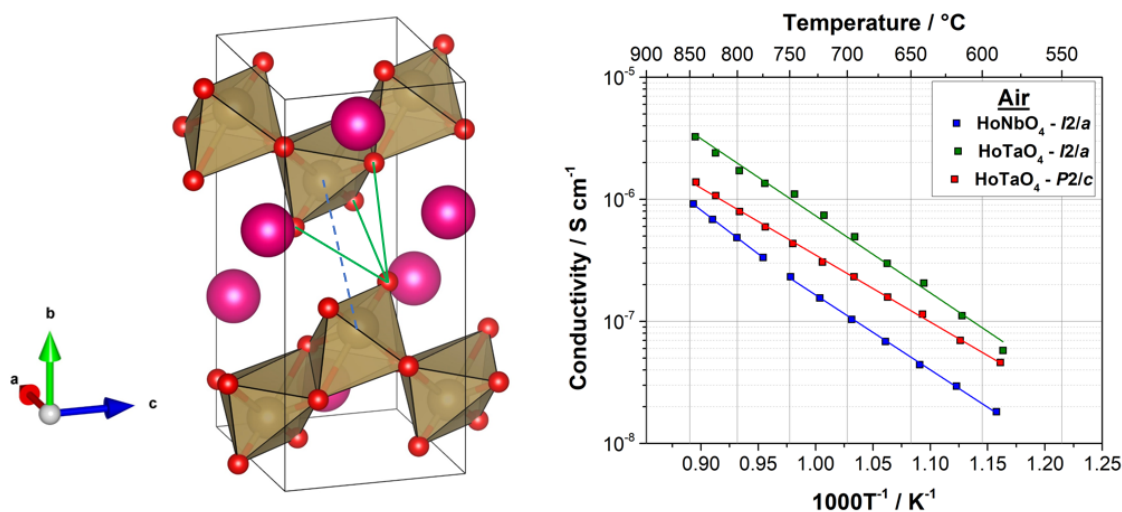 b
a
c
Temperature / °C
900 850 800 750 700 650 600 550
10⁻⁵
10⁻⁶
10⁻⁷
10⁻⁸
Conductivity / S cm⁻¹
Air
HoNbO₄ - I2/a
HoTaO₄ - I2/a
HoTaO₄ - P2/c
0.90 0.95 1.00 1.05 1.10 1.15 1.20 1.25
1000T⁻¹ / K⁻¹